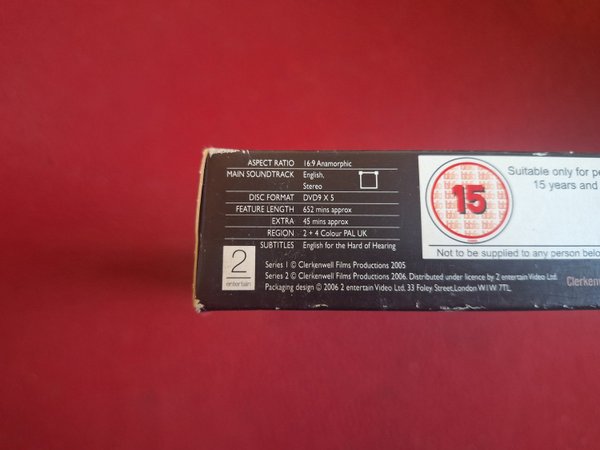 ASPECT RATIO 16:9 Anamorphic
MAIN SOUNDTRACK English,
Stereo
DISC FORMAT DVD9 X 5
FEATURE LENGTH 652 mins approx
EXTRA 45 mins approx
REGION 2 + 4 Colour PAL UK
SUBTITLES English for the Hard of Hearing
2
entertain
Series 1 © Clerkenwell Films Productions 2005
Series 2 © Clerkenwell Films Productions 2006. Distributed under licence by 2 entertain Video Ltd.
Packaging design © 2006 2 entertain Video Ltd, 33 Foley Street, London W1W 7TL
Suitable only for
15 years and
15
Not to be supplied to any person